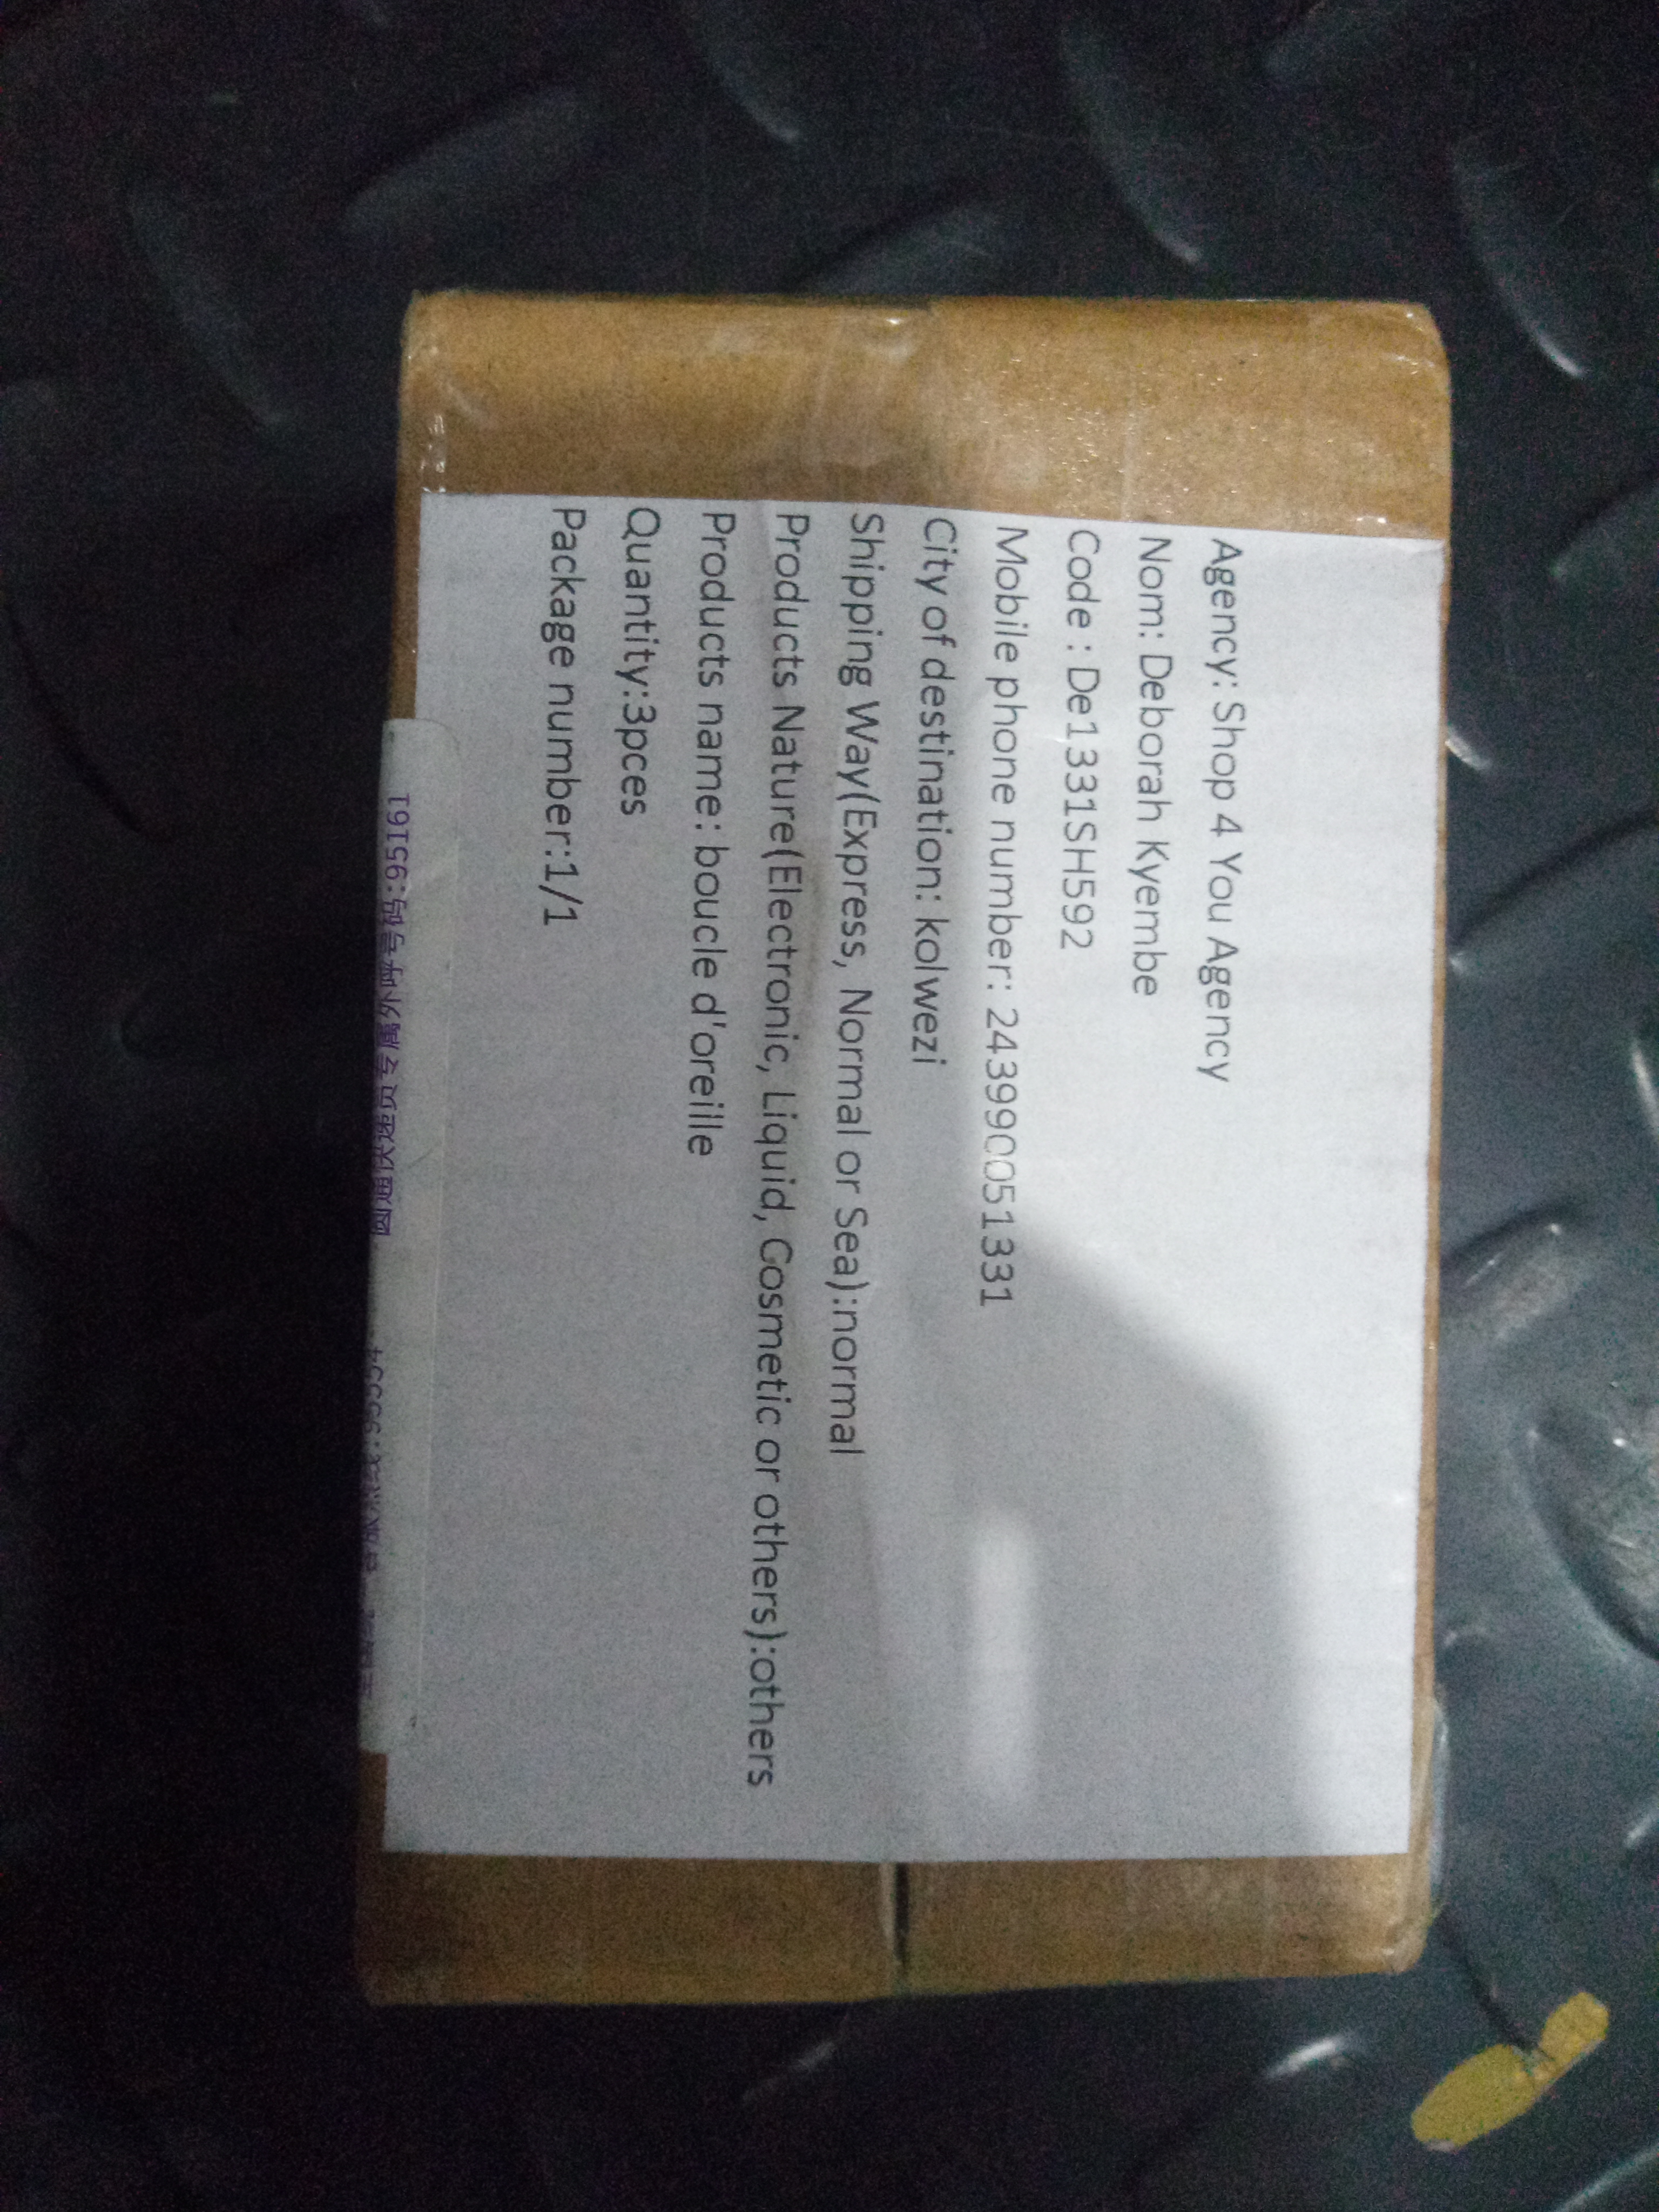 Agency: Shop 4 You Agency
Nom: Deborah Kyembe
Code : De1331SH592
Mobile phone number: 243990051331
City of destination: kolwezi
Shipping Way(Express, Normal or Sea):normal
Products Nature(Electronic, Liquid, Cosmetic or others):others
Products name: boucle d'oreille
Quantity:3pces
Package number:1/1